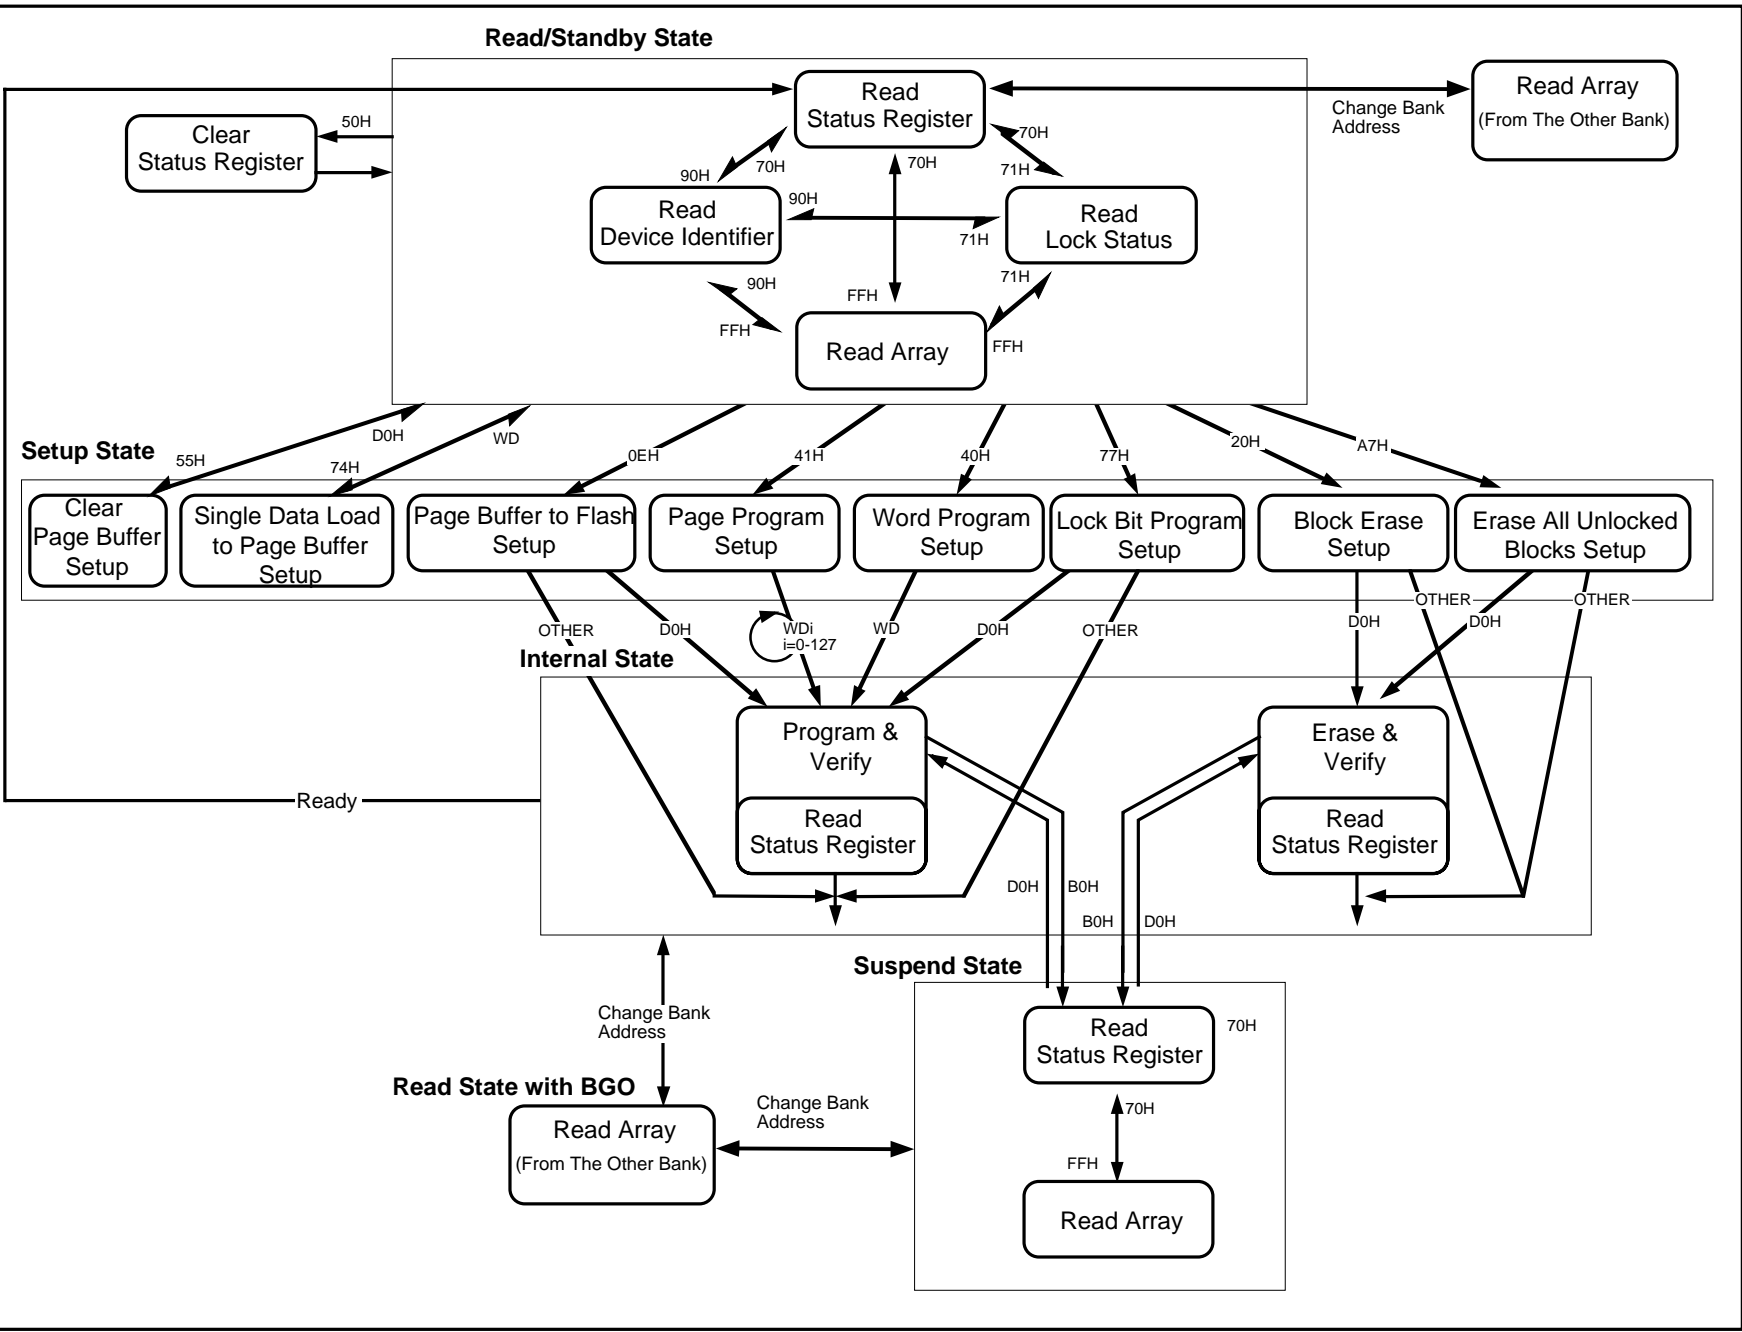 Read/Standby State
Read
Status Register
Read Array
(From The Other Bank)
Change Bank
Address
Clear
Status Register
50H
70H
71H
90H
70H
70H
Read
Device Identifier
90H
71H
Read
Lock Status
90H
FFH
FFH
71H
FFH
Read Array
Setup State
55H
D0H
74H
WD
0EH
41H
40H
77H
20H
A7H
Clear
Page Buffer
Setup
Single Data Load
to Page Buffer
Setup
Page Buffer to Flash
Setup
Page Program
Setup
Word Program
Setup
Lock Bit Program
Setup
Block Erase
Setup
Erase All Unlocked
Blocks Setup
OTHER
D0H
WDi
i=0-127
WD
D0H
OTHER
D0H
OTHER
D0H
OTHER
Internal State
Program &
Verify
Read
Status Register
Erase &
Verify
Read
Status Register
Ready
D0H
B0H
B0H
D0H
Suspend State
Change Bank
Address
Read
Status Register
70H
Read State with BGO
Read Array
(From The Other Bank)
Change Bank
Address
70H
FFH
Read Array